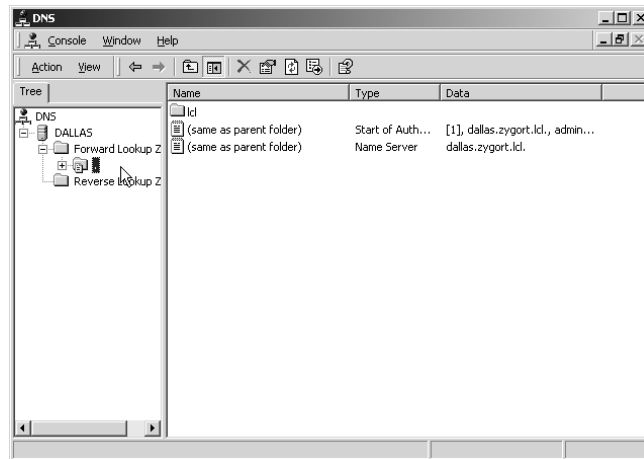 DNS
Console Window Help
Action View
Tree
Name Type Data
DNS
DALLAS
Forward Lookup Z
.
Reverse Lookup Z
lcl
(same as parent folder) Start of Auth... [1], dallas.zygort.lcl., admin...
(same as parent folder) Name Server dallas.zygort.lcl.